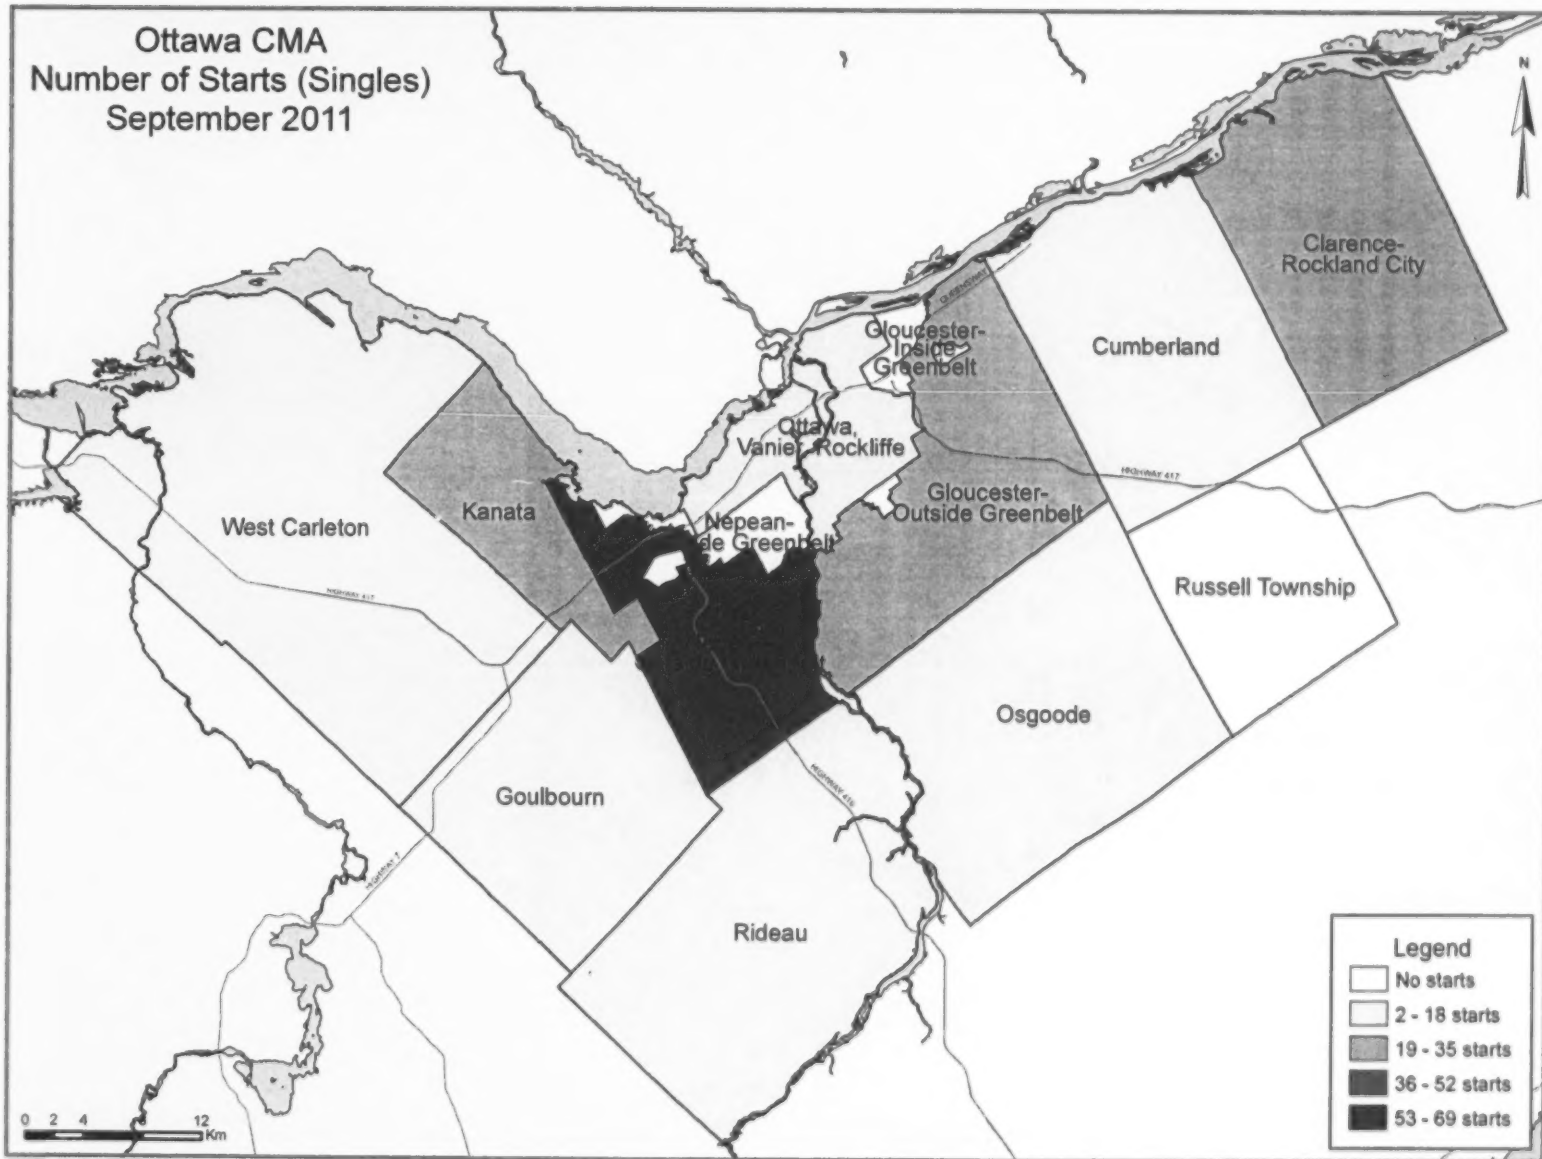 Ottawa CMA
Number of Starts (Singles)
September 2011
N
Clarence-
Rockland City
QUEENSWAY
Gloucester-
Inside
Greenbelt
Cumberland
Ottawa,
Vanier, Rockliffe
HIGHWAY 417
Kanata
Gloucester-
Outside Greenbelt
West Carleton
Nepean-
de Greenbelt
HIGHWAY 417
Russell Township
Osgoode
HIGHWAY 416
Goulbourn
HIGHWAY 7
Rideau
Legend
No starts
2 - 18 starts
19 - 35 starts
36 - 52 starts
53 - 69 starts
0 2 4 12
Km